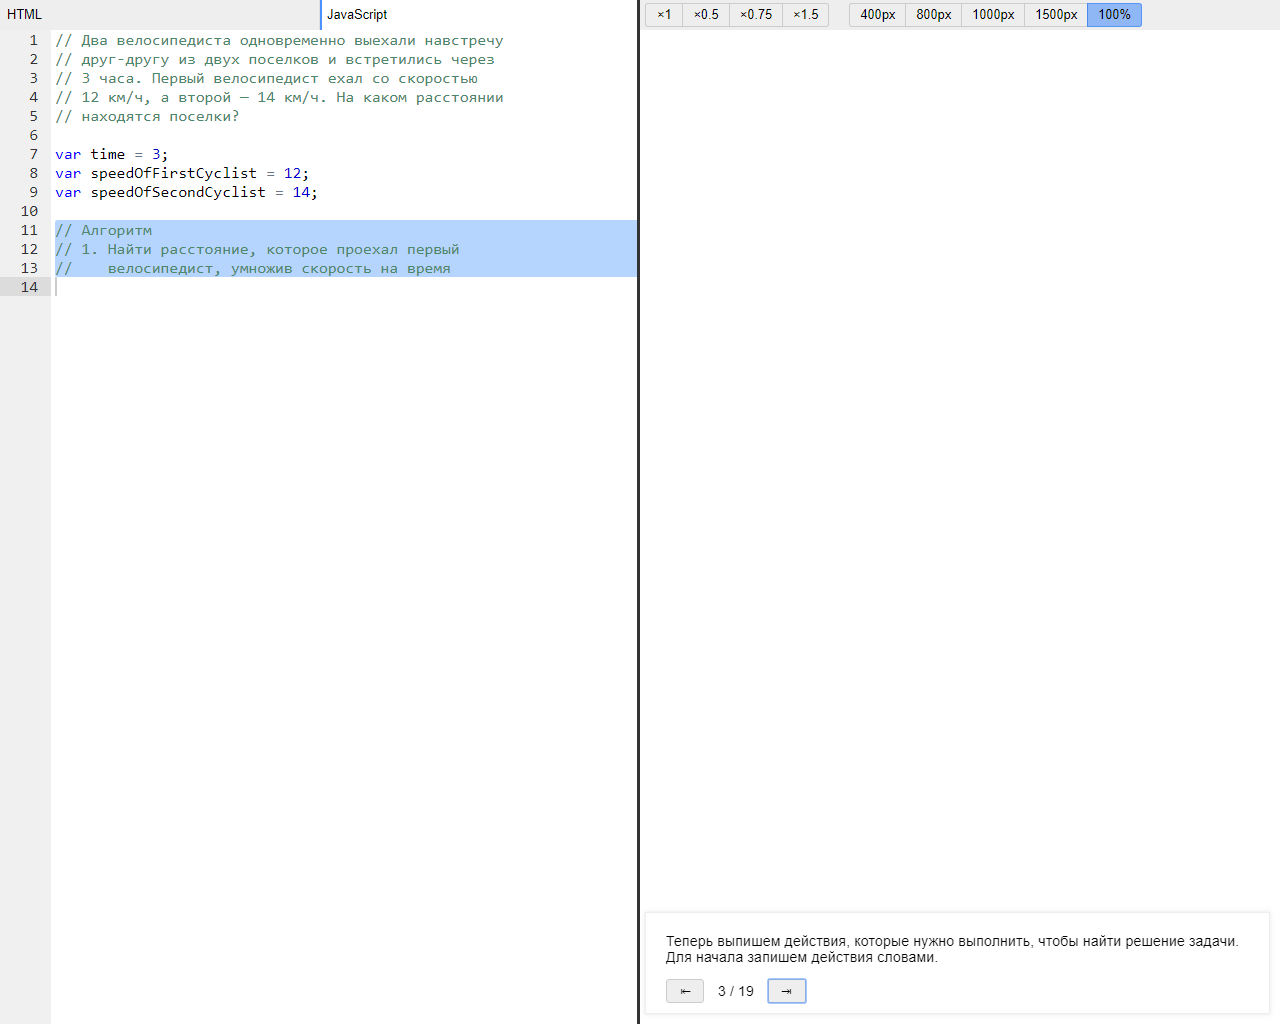 HTML
JavaScript
×1 ×0.5 ×0.75 ×1.5 400px 800px 1000px 1500px 100%
1 // Два велосипедиста одновременно выехали навстречу
2 // друг-другу из двух поселков и встретились через
3 // 3 часа. Первый велосипедист ехал со скоростью
4 // 12 км/ч, а второй — 14 км/ч. На каком расстоянии
5 // находятся поселки?
6
7 var time = 3;
8 var speedOfFirstCyclist = 12;
9 var speedOfSecondCyclist = 14;
10
11 // Алгоритм
12 // 1. Найти расстояние, которое проехал первый
13 //    велосипедист, умножив скорость на время
14
Теперь выпишем действия, которые нужно выполнить, чтобы найти решение задачи.
Для начала запишем действия словами.
⇤ 3 / 19 ⇥